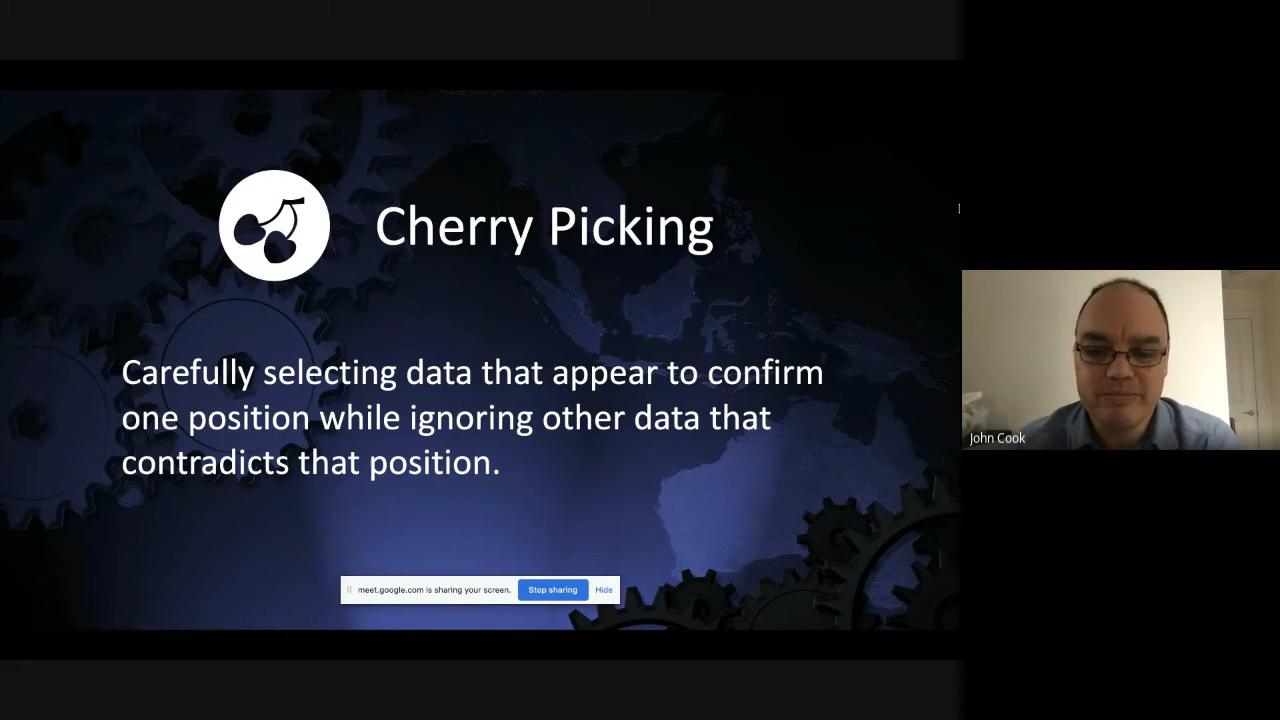 Cherry Picking
Carefully selecting data that appear to confirm
one position while ignoring other data that
contradicts that position.
meet.google.com is sharing your screen. Stop sharing Hide
John Cook